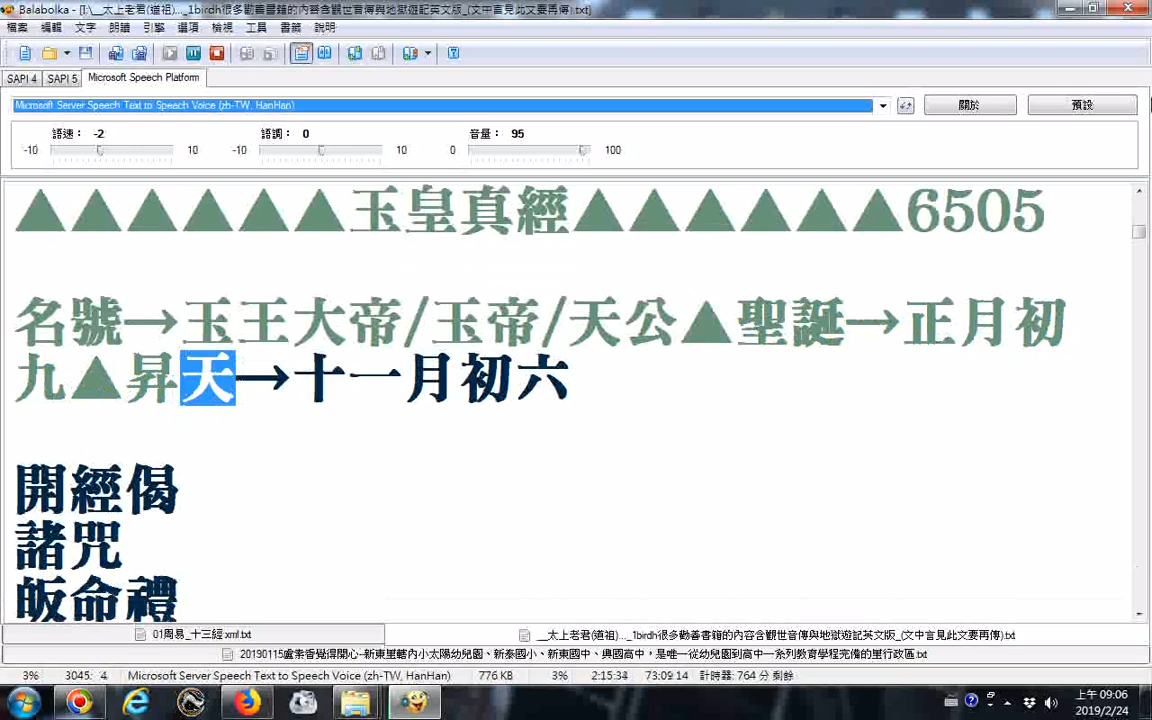 Balabolka - [I:\__太上老君(道祖)..._1birdh很多勸善書籍的內容含觀世音傳與地獄遊記英文版_(文中言見此文要再傳).txt]
檔案 編輯 文字 朗讀 引擎 選項 檢視 工具 書籤 說明
SAPI 4 SAPI 5 Microsoft Speech Platform
Microsoft Server Speech Text to Speech Voice (zh-TW, HanHan) 關於 預設
語速： -2 語調： 0 音量： 95
-10 10 -10 10 0 100
▲▲▲▲▲▲玉皇真經▲▲▲▲▲▲6505
名號→玉王大帝/玉帝/天公▲聖誕→正月初
九▲昇天→十一月初六
開經偈
諸咒
皈命禮
01周易_十三經.xml.txt __太上老君(道祖)..._1birdh很多勸善書籍的內容含觀世音傳與地獄遊記英文版_(文中言見此文要再傳).txt
20190115盧素香覺得開心-新東里轄內小太陽幼兒園、新泰國小、新東國中、興國高中，是唯一從幼兒園到高中一系列教育學程完備的里行政區.txt
3% 3045: 4 Microsoft Server Speech Text to Speech Voice (zh-TW, HanHan) 776 KB 3% 2:15:34 73:09:14 計時器: 764 分 剩餘
上午 09:06
2019/2/24